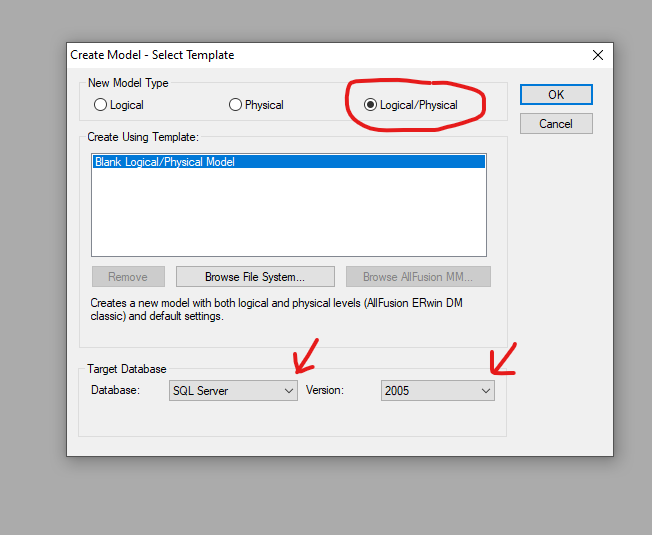 Create Model - Select Template
New Model Type
Logical
Physical
Logical/Physical
OK
Cancel
Create Using Template:
Blank Logical/Physical Model
Remove
Browse File System...
Browse AllFusion MM...
Creates a new model with both logical and physical levels (AllFusion ERwin DM
classic) and default settings.
Target Database
Database:
SQL Server
Version:
2005